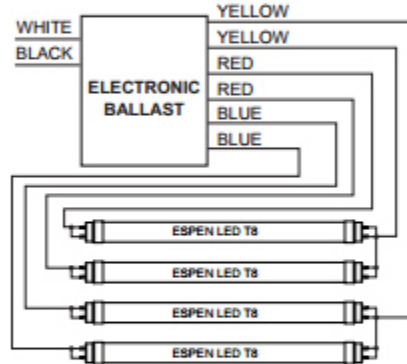 WHITE
BLACK
ELECTRONIC
BALLAST
YELLOW
YELLOW
RED
RED
BLUE
BLUE
ESPEN LED T8
ESPEN LED T8
ESPEN LED T8
ESPEN LED T8